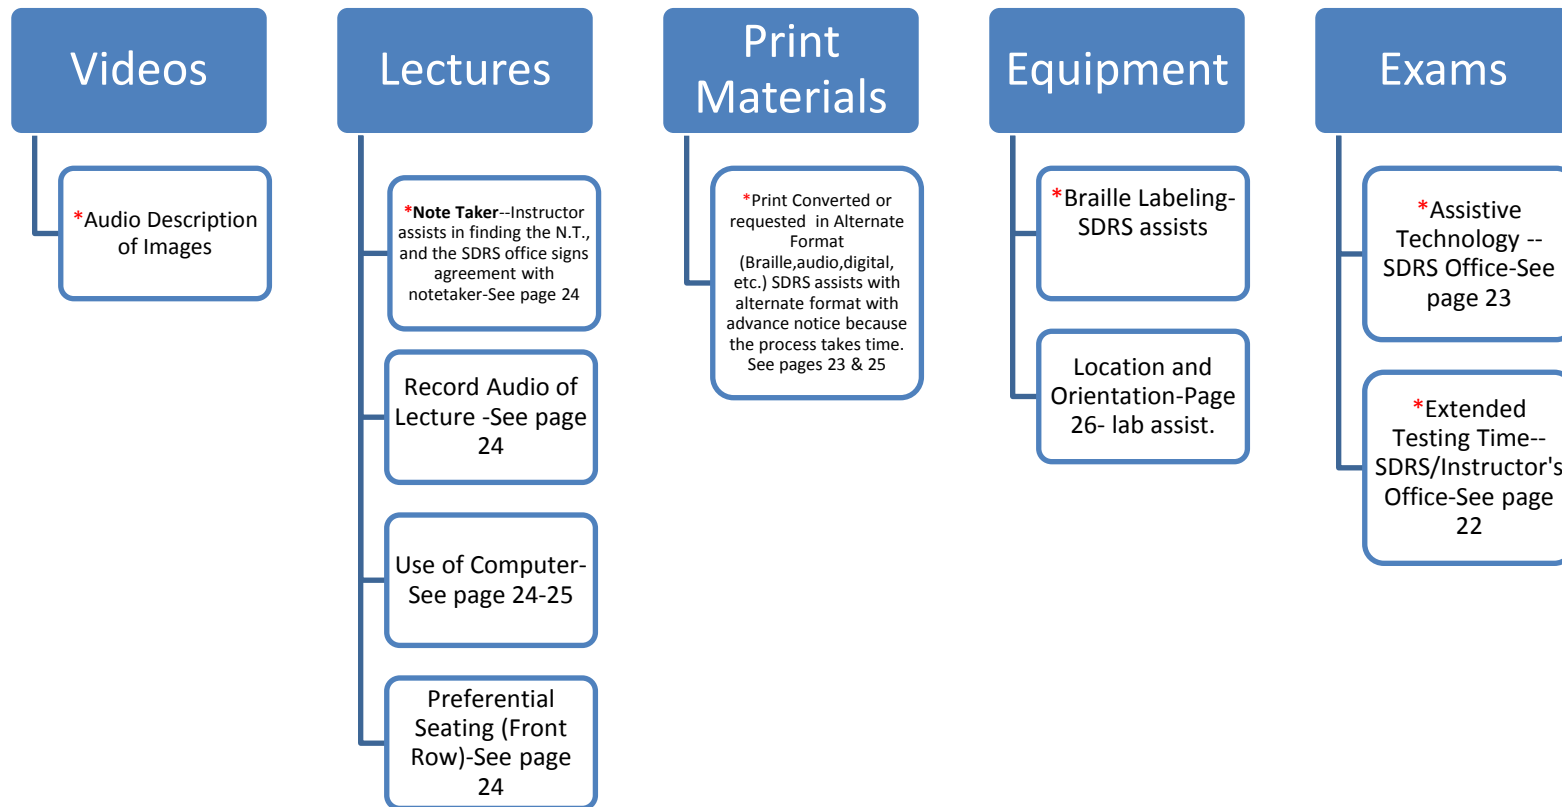 Videos
*Audio Description
of Images
Lectures
*Note Taker--Instructor
assists in finding the N.T.,
and the SDRS office signs
agreement with
notetaker-See page 24
Record Audio of
Lecture -See page
24
Use of Computer-
See page 24-25
Preferential
Seating (Front
Row)-See page
24
Print
Materials
*Print Converted or
requested in Alternate
Format
(Braille,audio,digital,
etc.) SDRS assists with
alternate format with
advance notice because
the process takes time.
See pages 23 & 25
Equipment
*Braille Labeling-
SDRS assists
Location and
Orientation-Page
26- lab assist.
Exams
*Assistive
Technology --
SDRS Office-See
page 23
*Extended
Testing Time--
SDRS/Instructor's
Office-See page
22